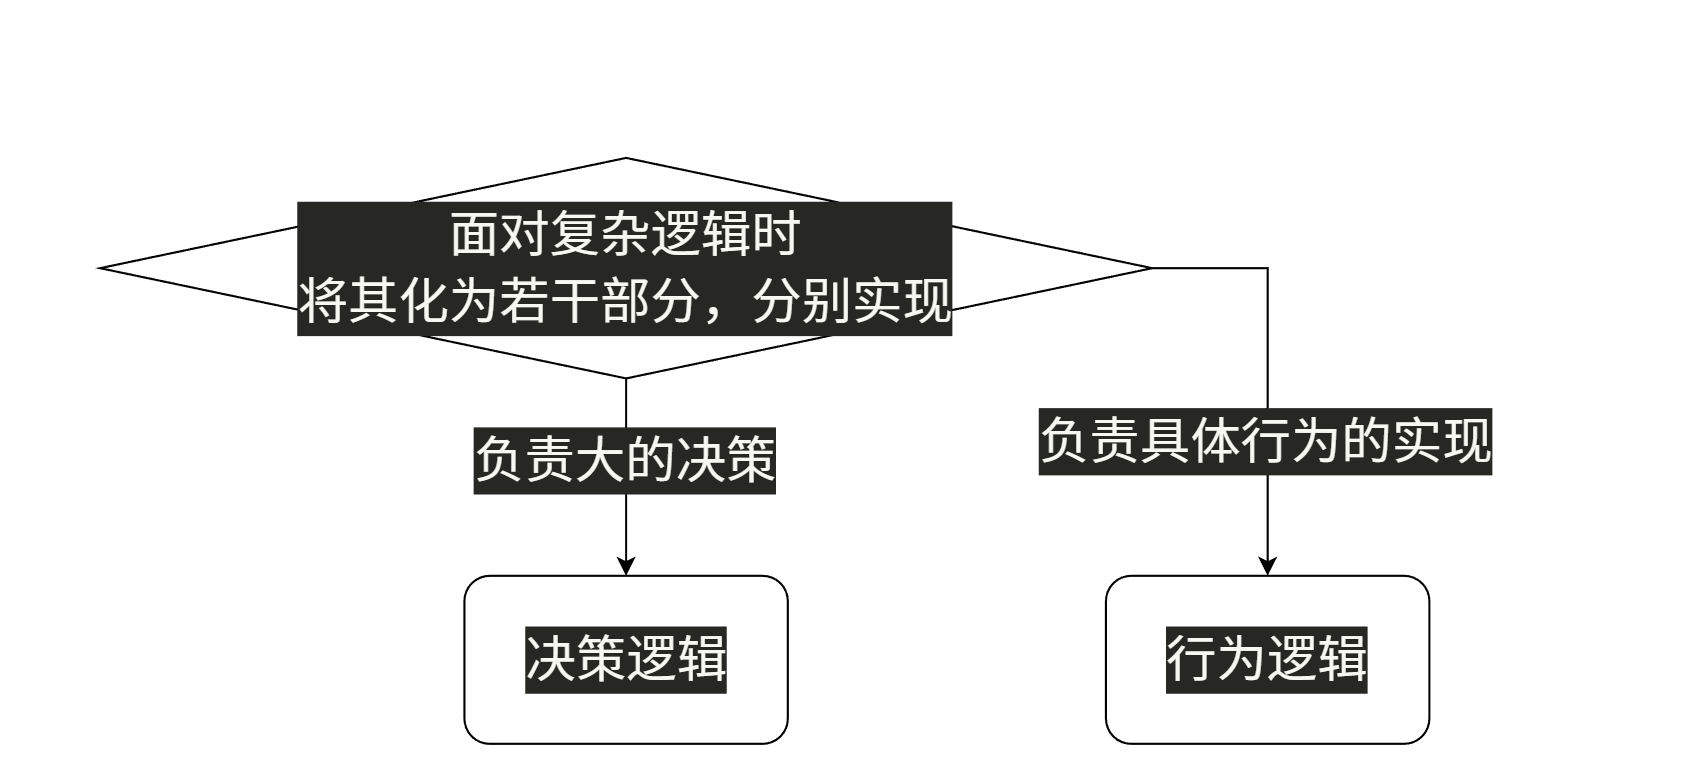 面对复杂逻辑时
将其化为若干部分，分别实现
负责大的决策
负责具体行为的实现
决策逻辑
行为逻辑